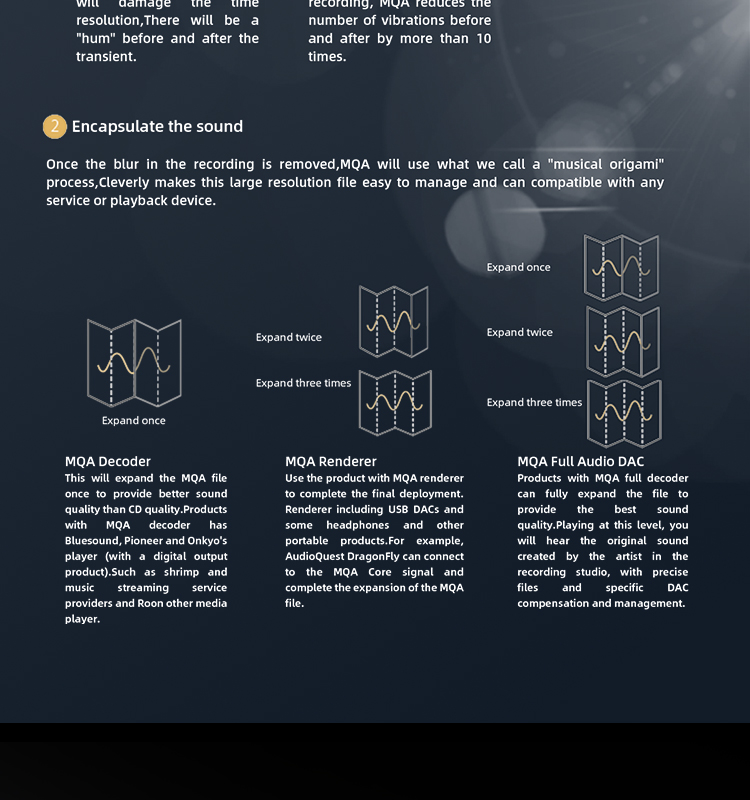 will damage the time
resolution,There will be a
"hum" before and after the
transient.
recording, MQA reduces the
number of vibrations before
and after by more than 10
times.
2 Encapsulate the sound
Once the blur in the recording is removed,MQA will use what we call a "musical origami"
process,Cleverly makes this large resolution file easy to manage and can compatible with any
service or playback device.
Expand once
MQA Decoder
This will expand the MQA file
once to provide better sound
quality than CD quality.Products
with MQA decoder has
Bluesound, Pioneer and Onkyo's
player (with a digital output
product).Such as shrimp and
music streaming service
providers and Roon other media
player.
Expand twice
Expand three times
MQA Renderer
Use the product with MQA renderer
to complete the final deployment.
Renderer including USB DACs and
some headphones and other
portable products.For example,
AudioQuest DragonFly can connect
to the MQA Core signal and
complete the expansion of the MQA
file.
Expand once
Expand twice
Expand three times
MQA Full Audio DAC
Products with MQA full decoder
can fully expand the file to
provide the best sound
quality.Playing at this level, you
will hear the original sound
created by the artist in the
recording studio, with precise
files and specific DAC
compensation and management.